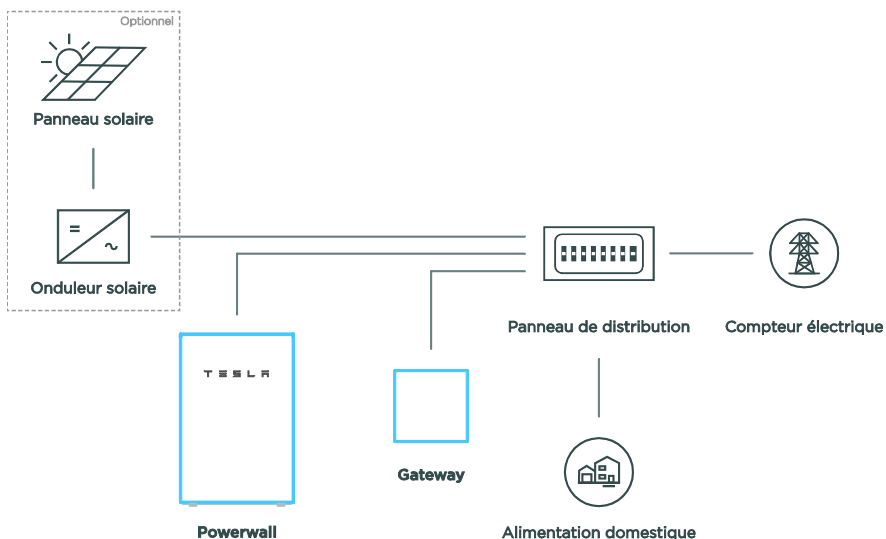 Optionnel
Panneau solaire
Onduleur solaire
Panneau de distribution
Compteur électrique
TESLA
Gateway
Powerwall
Alimentation domestique